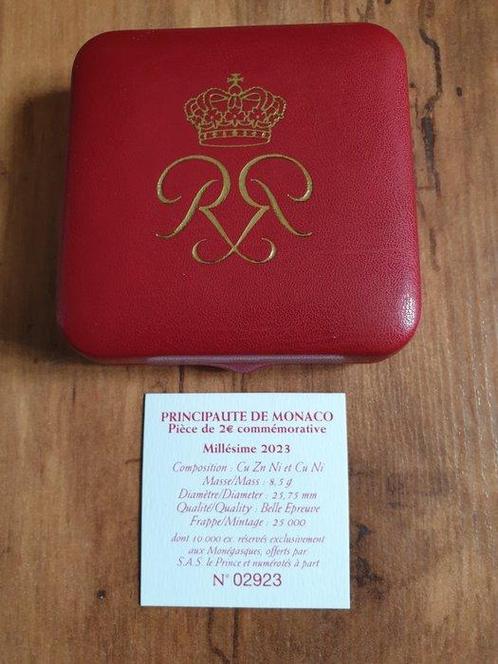 RR
PRINCIPAUTE DE MONACO
Pièce de 2€ commémorative
Millésime 2023
Composition : Cu Zn Ni et Cu Ni
Masse/Mass : 8,5 g
Diamètre/Diameter : 25,75 mm
Qualité/Quality : Belle Epreuve
Frappe/Mintage : 25 000
dont 10 000 ex. réservés exclusivement
aux Monégasques, offerts par
S.A.S. le Prince et numérotés à part
N° 02923